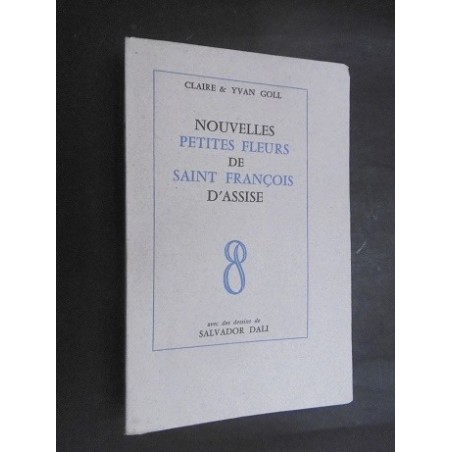 CLAIRE & YVAN GOLL
NOUVELLES
PETITES FLEURS
DE
SAINT FRANÇOIS
D'ASSISE
8
avec des dessins de
SALVADOR DALI